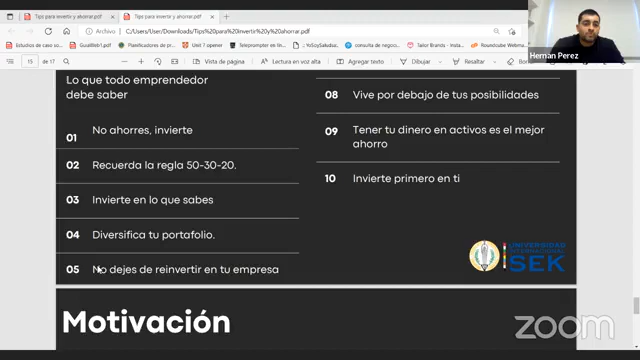 Tips para invertir y ahorrar.pdf
Tips para invertir y ahorrar.pdf
Archivo
C:/Users/User/Downloads/Tips%20para%20invertir%20y%20ahorrar.pdf
Estudios de caso
Planificadores de
Unit 7 opener
Teleprompter en lín
consulta de negoc
Tailor Brands - Insta
Roundcube Webmail
15 de 17
Vista de página
Lectura en voz alta
Agregar texto
Dibujar
Resaltar
Borrar
Hernan Perez
Lo que todo emprendedor
debe saber
01 No ahorres, invierte
02 Recuerda la regla 50-30-20.
03 Invierte en lo que sabes
04 Diversifica tu portafolio.
05 No dejes de reinvertir en tu empresa
08 Vive por debajo de tus posibilidades
09 Tener tu dinero en activos es el mejor
ahorro
10 Invierte primero en ti
UNIVERSIDAD
INTERNACIONAL
SEK
Motivación
zoom